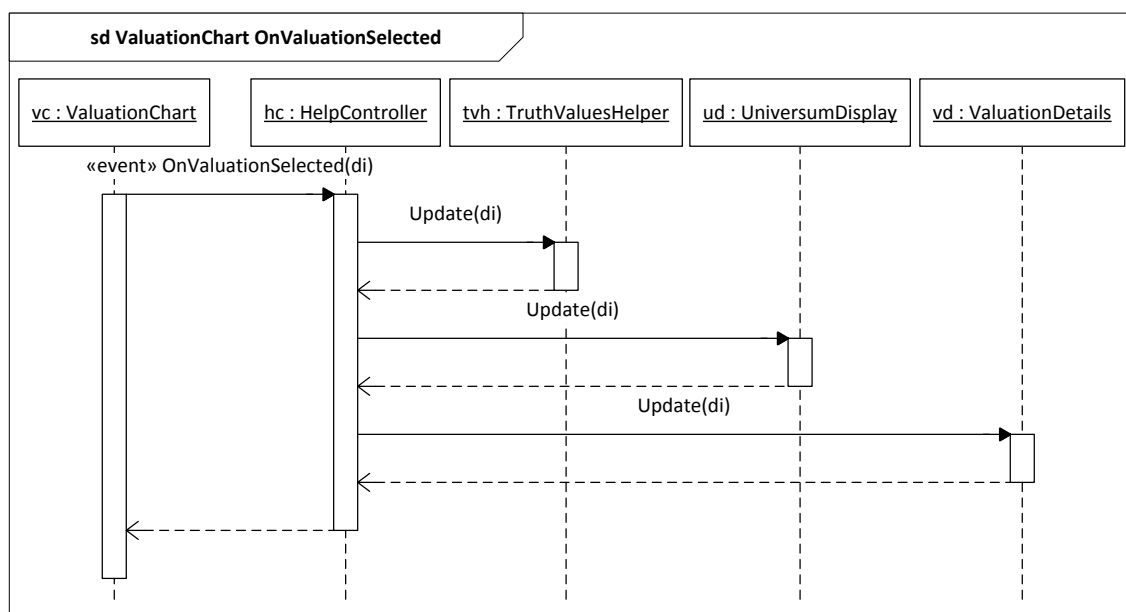 sd ValuationChart OnValuationSelected
vc : ValuationChart
hc : HelpController
tvh : TruthValuesHelper
ud : UniversumDisplay
vd : ValuationDetails
«event» OnValuationSelected(di)
Update(di)
Update(di)
Update(di)